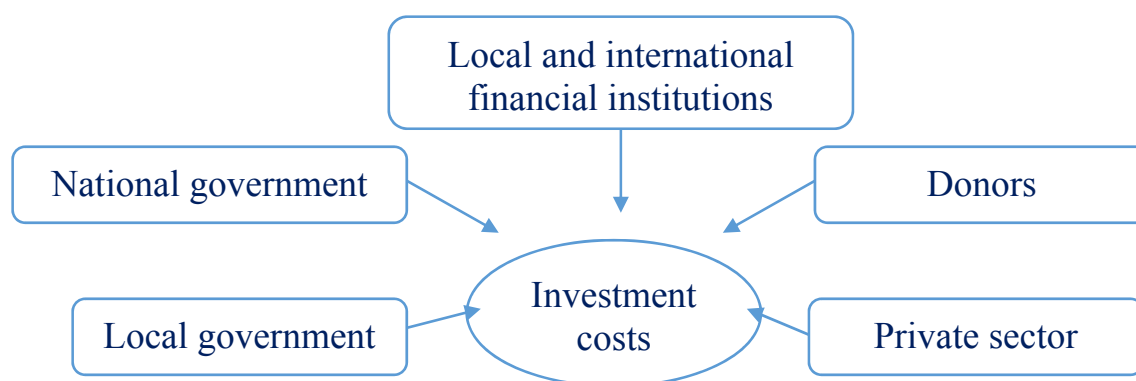 Local and international
financial institutions
National government
Donors
Investment
costs
Local government
Private sector